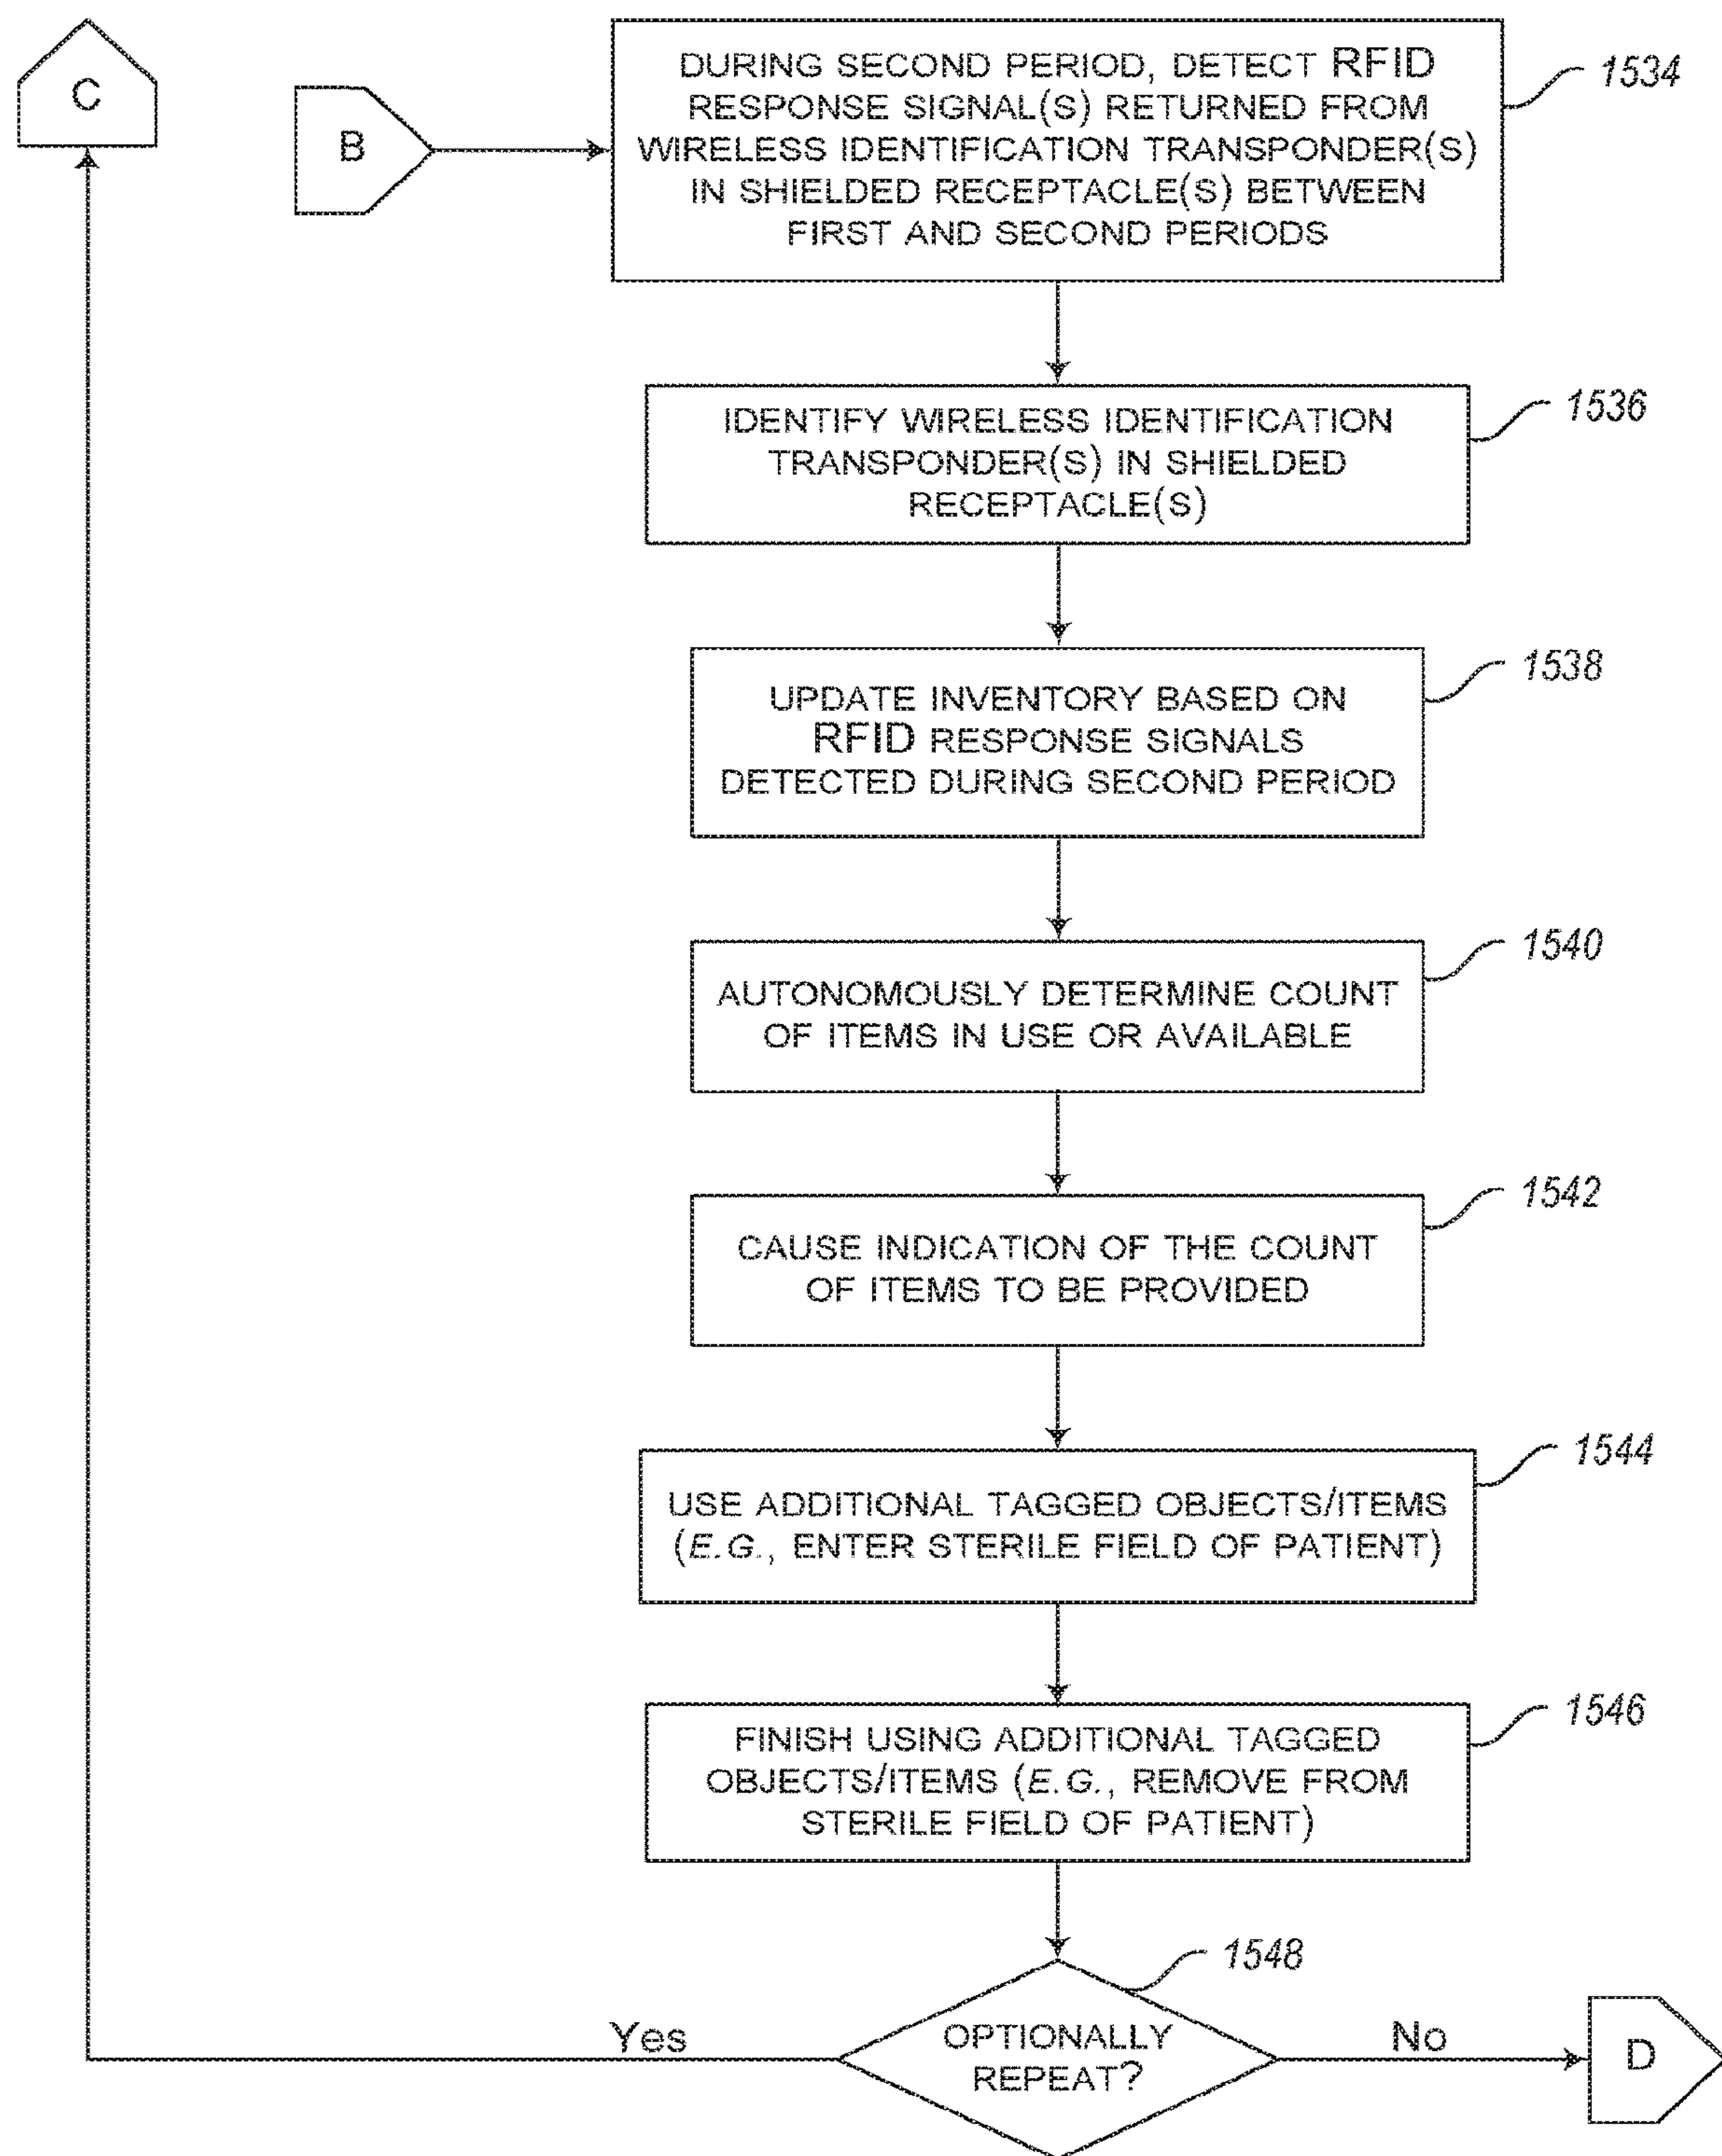 C
B
DURING SECOND PERIOD, DETECT RFID
RESPONSE SIGNAL(S) RETURNED FROM
WIRELESS IDENTIFICATION TRANSPONDER(S)
IN SHIELDED RECEPTACLE(S) BETWEEN
FIRST AND SECOND PERIODS
1534
IDENTIFY WIRELESS IDENTIFICATION
TRANSPONDER(S) IN SHIELDED
RECEPTACLE(S)
1536
UPDATE INVENTORY BASED ON
RFID RESPONSE SIGNALS
DETECTED DURING SECOND PERIOD
1538
AUTONOMOUSLY DETERMINE COUNT
OF ITEMS IN USE OR AVAILABLE
1540
CAUSE INDICATION OF THE COUNT
OF ITEMS TO BE PROVIDED
1542
USE ADDITIONAL TAGGED OBJECTS/ITEMS
(E.G., ENTER STERILE FIELD OF PATIENT)
1544
FINISH USING ADDITIONAL TAGGED
OBJECTS/ITEMS (E.G., REMOVE FROM
STERILE FIELD OF PATIENT)
1546
OPTIONALLY
REPEAT?
1548
Yes
No
D